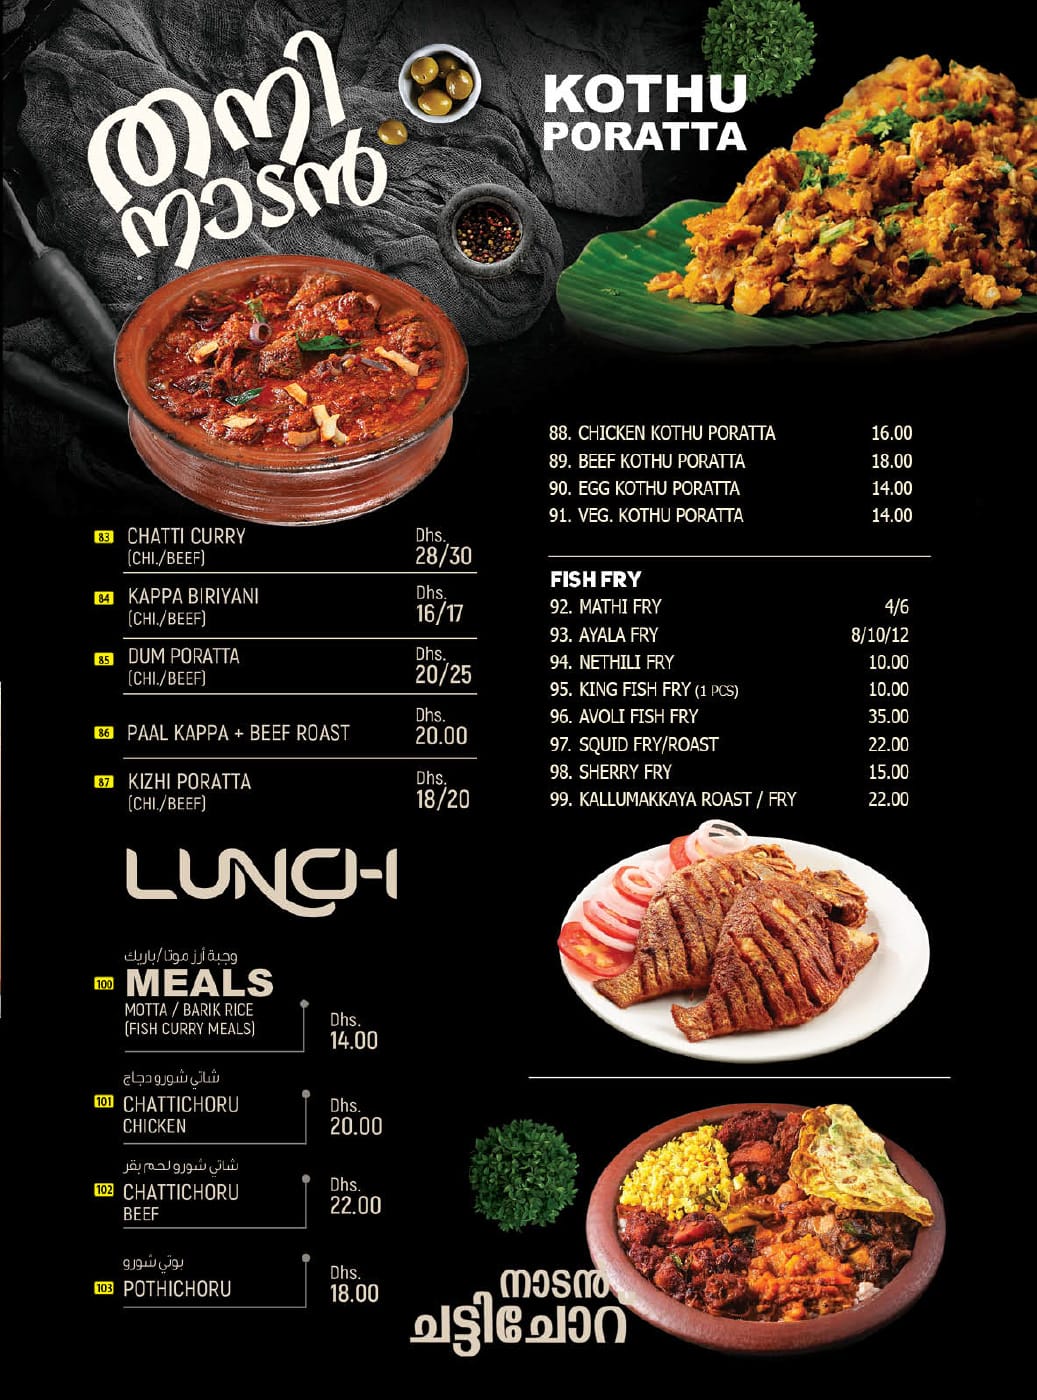 തനി
നാടൻ
83 CHATTI CURRY Dhs.
(CHI./BEEF) 28/30
84 KAPPA BIRIYANI Dhs.
(CHI./BEEF) 16/17
85 DUM PORATTA Dhs.
(CHI./BEEF) 20/25
Dhs.
86 PAAL KAPPA + BEEF ROAST 20.00
87 KIZHI PORATTA Dhs.
(CHI./BEEF) 18/20
LUNCH
وجبة أرز موتا/باريك
100 MEALS
MOTTA / BARIK RICE
(FISH CURRY MEALS)
Dhs.
14.00
شاتي شورو دجاج
101 CHATTICHORU
CHICKEN
Dhs.
20.00
شاتي شورو لحم بقر
102 CHATTICHORU
BEEF
Dhs.
22.00
بوتي شورو
103 POTHICHORU
Dhs.
18.00
KOTHU
PORATTA
88. CHICKEN KOTHU PORATTA 16.00
89. BEEF KOTHU PORATTA 18.00
90. EGG KOTHU PORATTA 14.00
91. VEG. KOTHU PORATTA 14.00
FISH FRY
92. MATHI FRY 4/6
93. AYALA FRY 8/10/12
94. NETHILI FRY 10.00
95. KING FISH FRY (1 PCS) 10.00
96. AVOLI FISH FRY 35.00
97. SQUID FRY/ROAST 22.00
98. SHERRY FRY 15.00
99. KALLUMAKKAYA ROAST / FRY 22.00
നാടൻ
ചട്ടിചോറ്